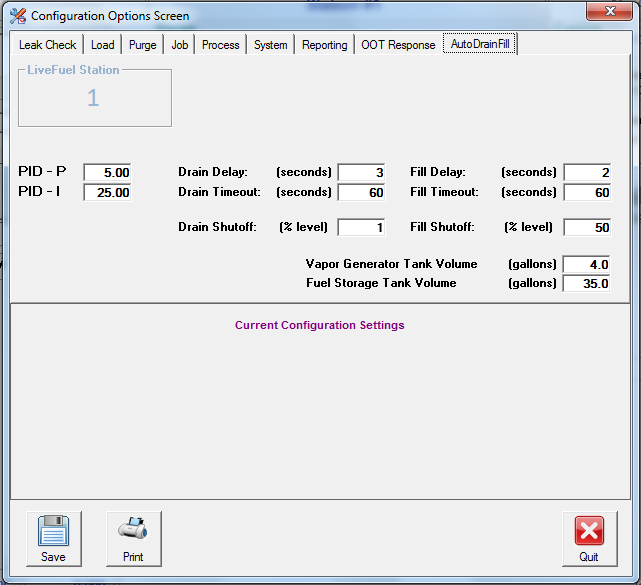 Configuration Options Screen
Leak Check Load Purge Job Process System Reporting OOT Response AutoDrainFill
LiveFuel Station
1
PID - P 5.00 Drain Delay: (seconds) 3 Fill Delay: (seconds) 2
PID - I 25.00 Drain Timeout: (seconds) 60 Fill Timeout: (seconds) 60
Drain Shutoff: (% level) 1 Fill Shutoff: (% level) 50
Vapor Generator Tank Volume (gallons) 4.0
Fuel Storage Tank Volume (gallons) 35.0
Current Configuration Settings
Save Print Quit